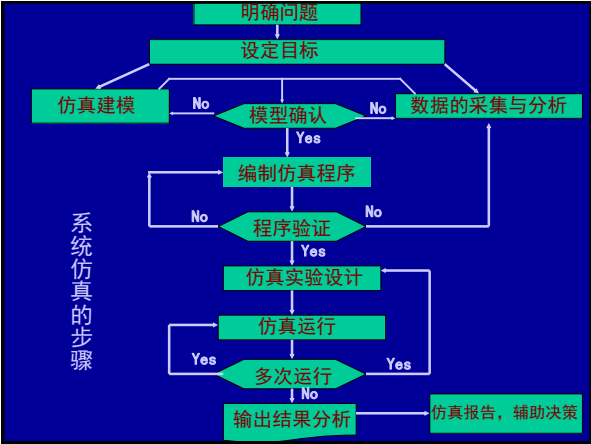 明确问题
设定目标
仿真建模
No
模型确认
No
数据的采集与分析
Yes
编制仿真程序
No
程序验证
No
Yes
仿真实验设计
仿真运行
Yes
多次运行
Yes
No
输出结果分析
仿真报告，辅助决策
系统仿真的步骤